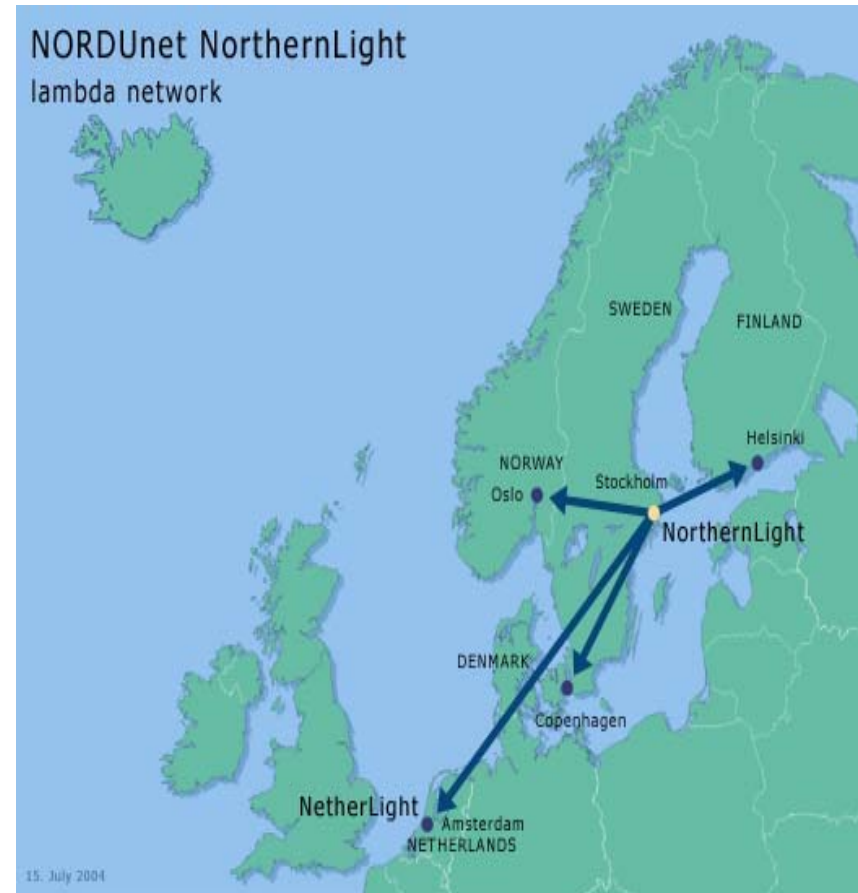 NORDUnet NorthernLight
lambda network
SWEDEN
FINLAND
Helsinki
NORWAY
Stockholm
Oslo
NorthernLight
DENMARK
Copenhagen
NetherLight
Amsterdam
NETHERLANDS
15. July 2004